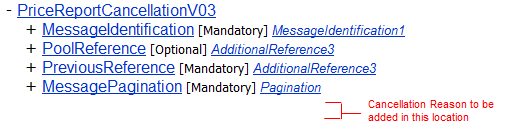 - PriceReportCancellationV03
+ MessageIdentification [Mandatory] MessageIdentification1
+ PoolReference [Optional] AdditionalReference3
+ PreviousReference [Mandatory] AdditionalReference3
+ MessagePagination [Mandatory] Pagination
Cancellation Reason to be
added in this location